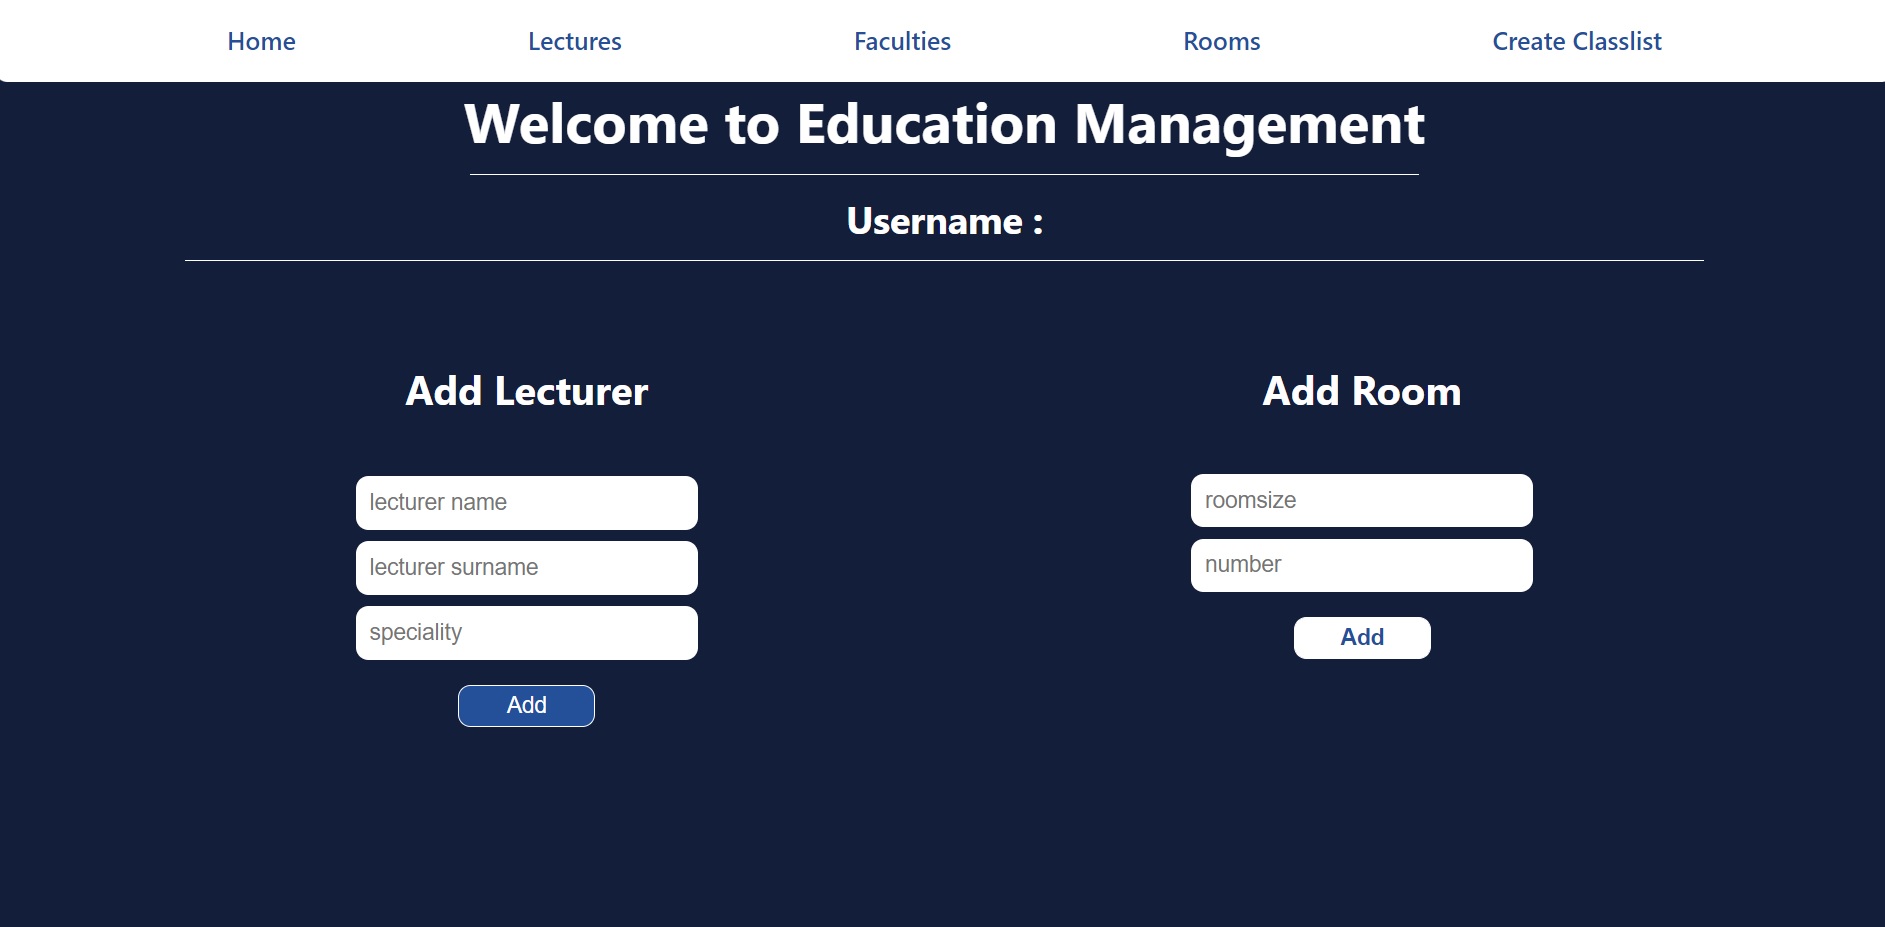 Home Lectures Faculties Rooms Create Classlist
Welcome to Education Management
Username :
Add Lecturer
lecturer name
lecturer surname
speciality
Add
Add Room
roomsize
number
Add